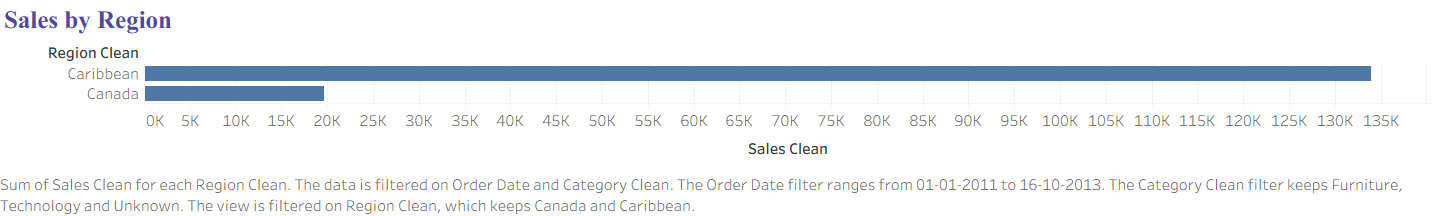 Sales by Region
Region Clean
Caribbean
Canada
0K 5K 10K 15K 20K 25K 30K 35K 40K 45K 50K 55K 60K 65K 70K 75K 80K 85K 90K 95K 100K 105K 110K 115K 120K 125K 130K 135K
Sales Clean
Sum of Sales Clean for each Region Clean. The data is filtered on Order Date and Category Clean. The Order Date filter ranges from 01-01-2011 to 16-10-2013. The Category Clean filter keeps Furniture,
Technology and Unknown. The view is filtered on Region Clean, which keeps Canada and Caribbean.